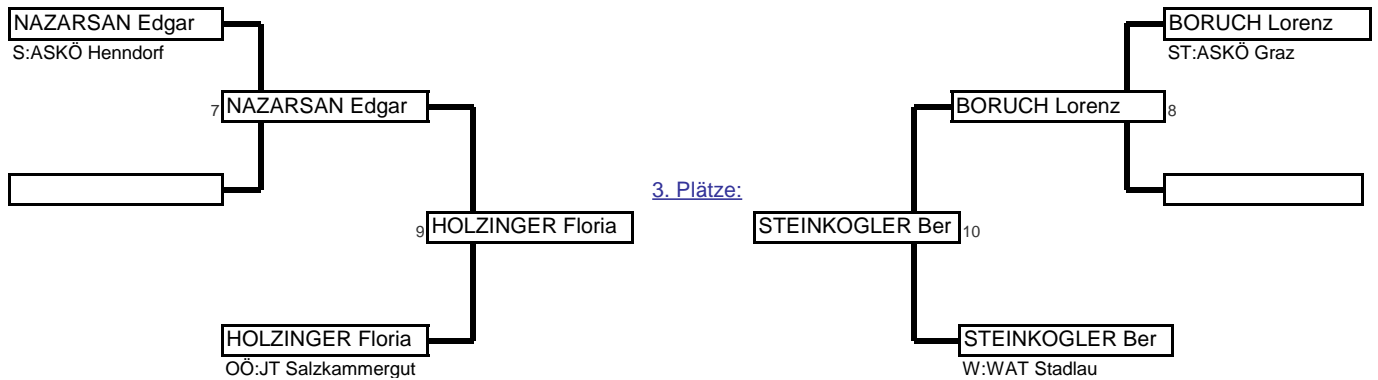 NAZARSAN Edgar
S:ASKÖ Henndorf
7 NAZARSAN Edgar
9 HOLZINGER Floria
HOLZINGER Floria
OÖ:JT Salzkammergut
3. Plätze:
BORUCH Lorenz
ST:ASKÖ Graz
BORUCH Lorenz 8
STEINKOGLER Ber 10
STEINKOGLER Ber
W:WAT Stadlau